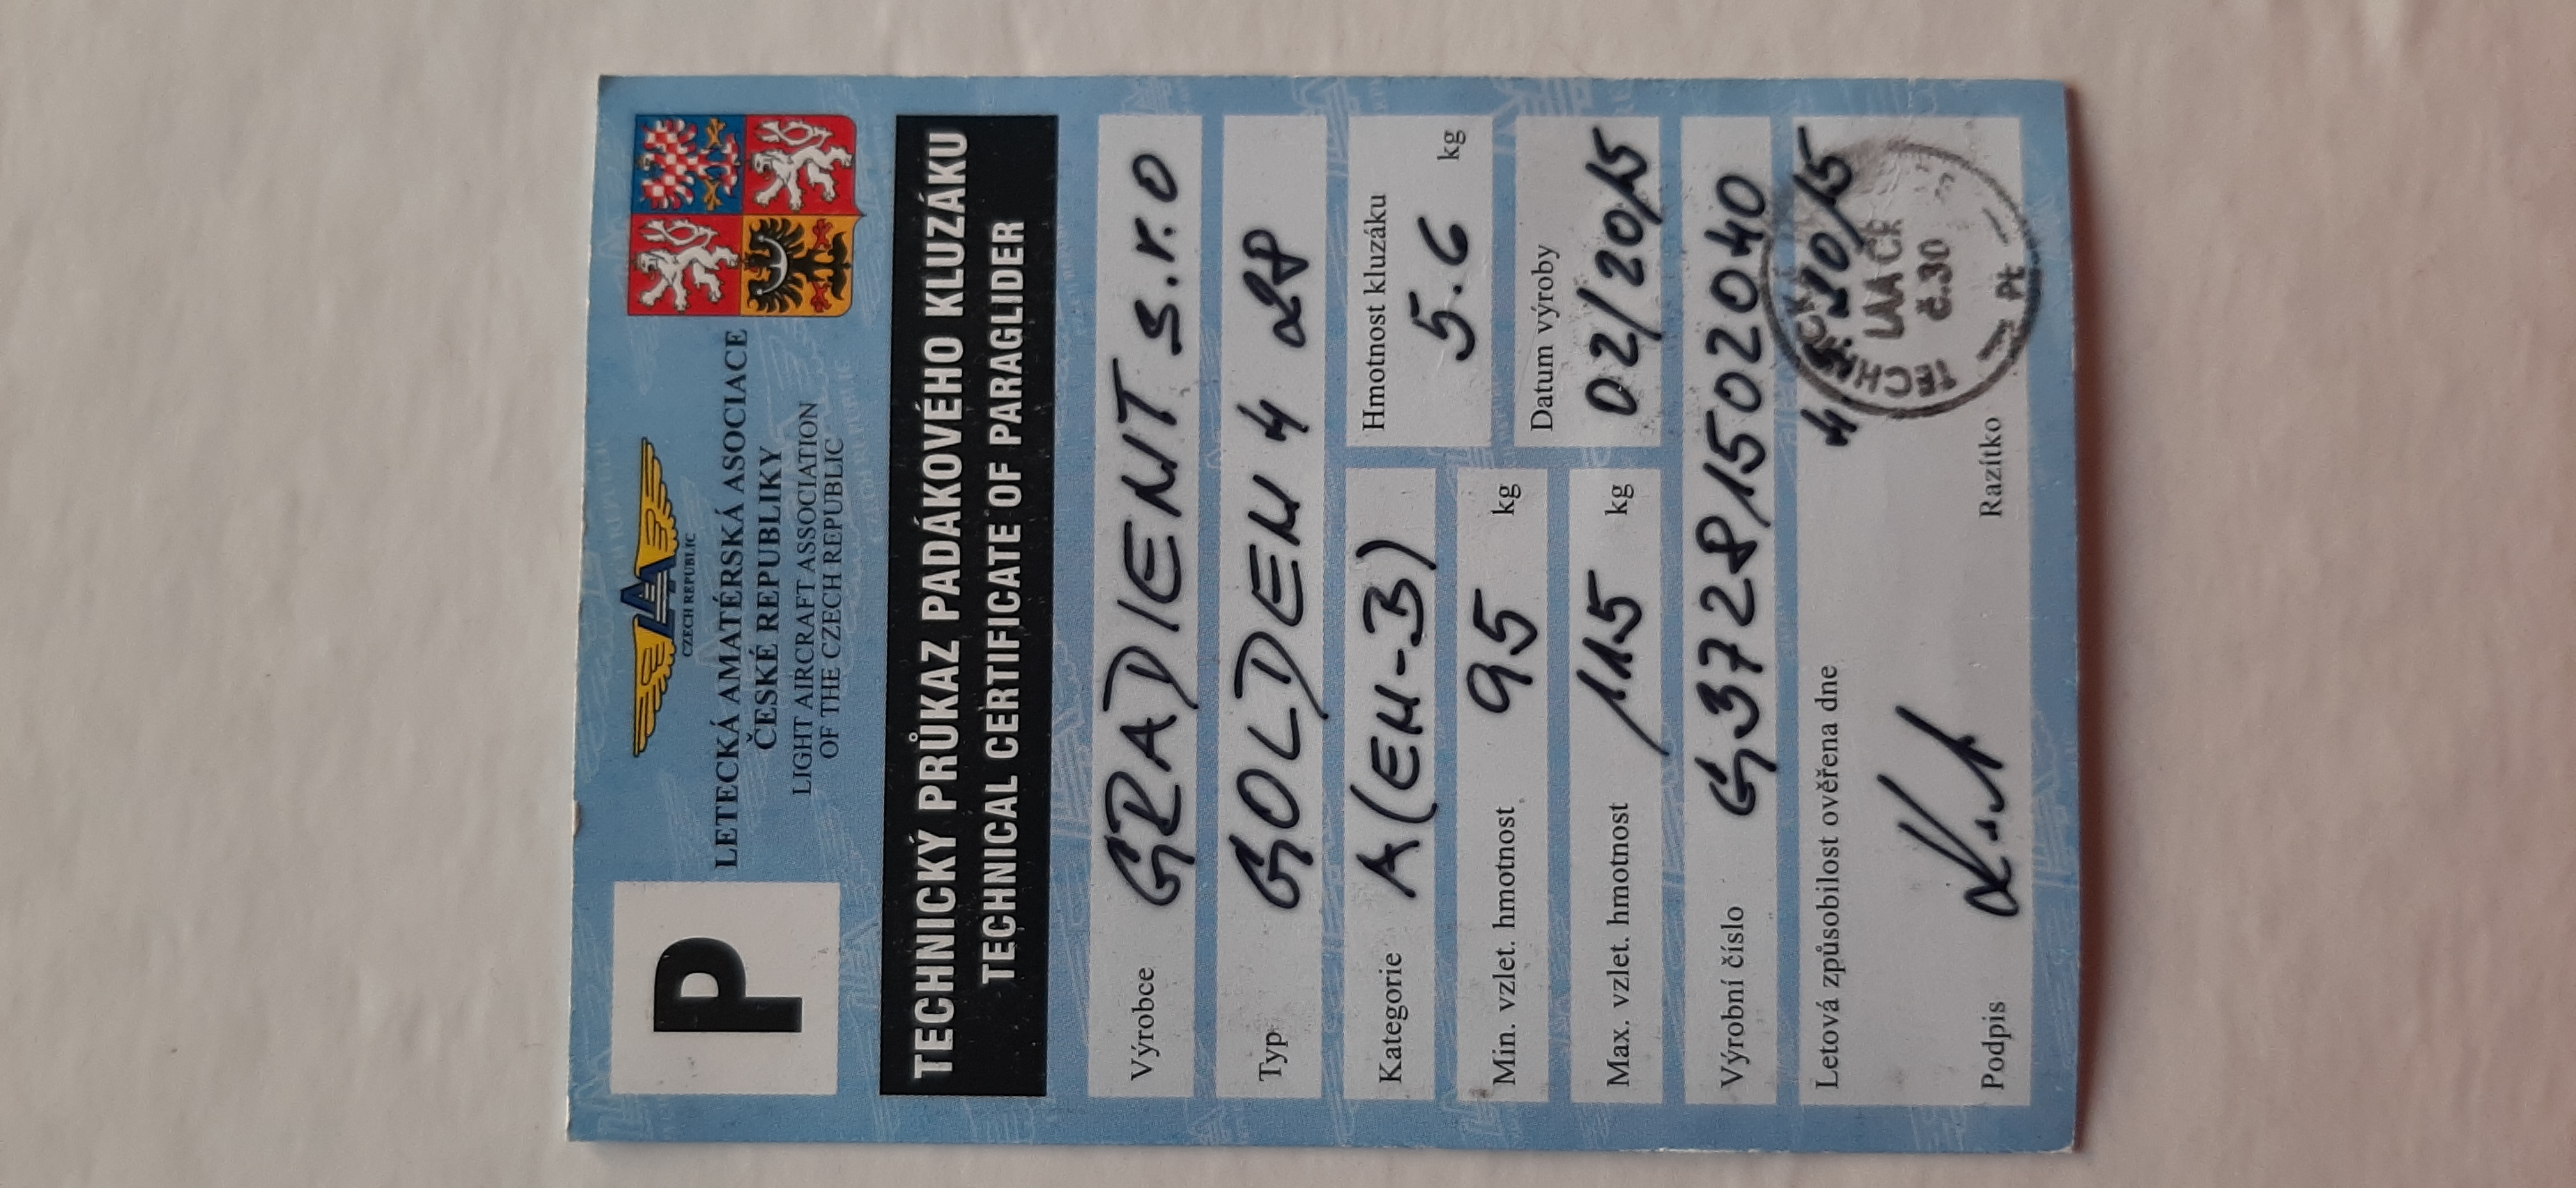 P
LAA
CZECH REPUBLIC
LETECKÁ AMATÉRSKÁ ASOCIACE
ČESKÉ REPUBLIKY
LIGHT AIRCRAFT ASSOCIATION
OF THE CZECH REPUBLIC
TECHNICKÝ PRŮKAZ PADÁKOVÉHO KLUZÁKU
TECHNICAL CERTIFICATE OF PARAGLIDER
Výrobce GRADIENT s.r.o
Typ GOLDEN 4 28
Kategorie A (EN-B)
Hmotnost kluzáku
5.6 kg
Min. vzlet. hmotnost 95 kg
Datum výroby
02/2015
Max. vzlet. hmotnost 115 kg
Výrobní číslo G3728/1502040
Letová způsobilost ověřena dne 2015
LAA ČR
č.30
Pt
Podpis Razítko